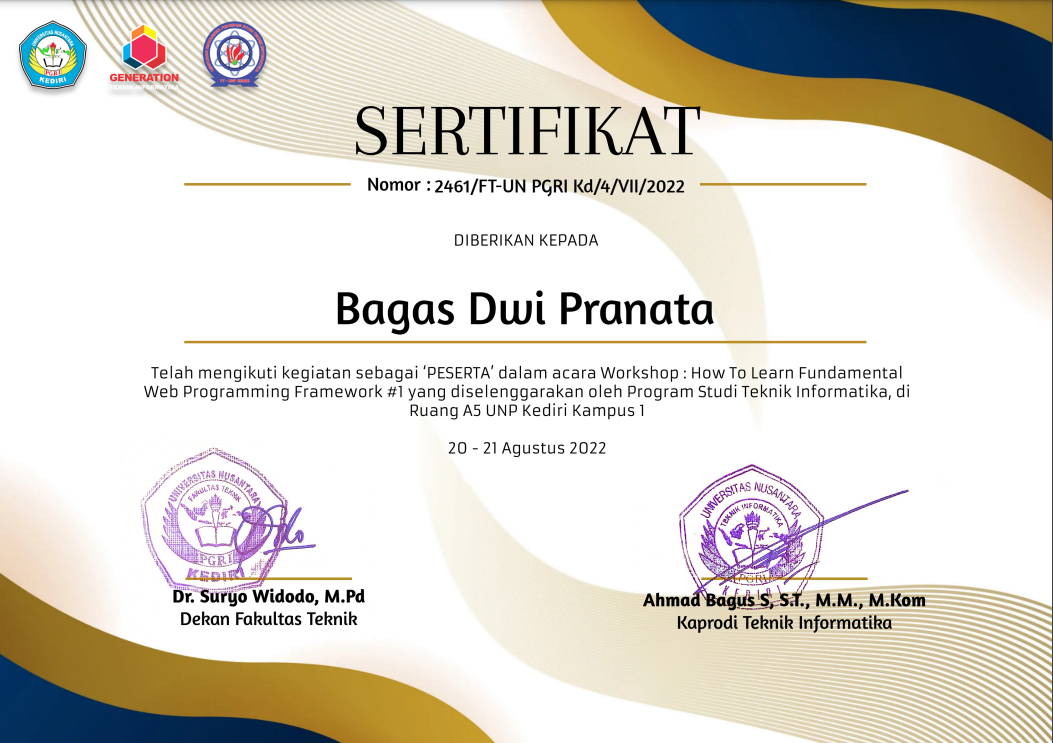 UNIVERSITAS NUSANTARA
PGRI
KEDIRI
GENERATION
TEKNIK INFORMATIKA
SERTIFIKAT
Nomor : 2461/FT-UN PGRI Kd/4/VII/2022
DIBERIKAN KEPADA
Bagas Dwi Pranata
Telah mengikuti kegiatan sebagai ‘PESERTA’ dalam acara Workshop : How To Learn Fundamental
Web Programming Framework #1 yang diselenggarakan oleh Program Studi Teknik Informatika, di
Ruang A5 UNP Kediri Kampus 1
20 - 21 Agustus 2022
UNIVERSITAS NUSANTARA
FAKULTAS TEKNIK
PGRI
KEDIRI
UNIVERSITAS NUSANTARA
TEKNIK INFORMATIKA
PGRI
KEDIRI
Dr. Suryo Widodo, M.Pd
Dekan Fakultas Teknik
Ahmad Bagus S, S.T., M.M., M.Kom
Kaprodi Teknik Informatika